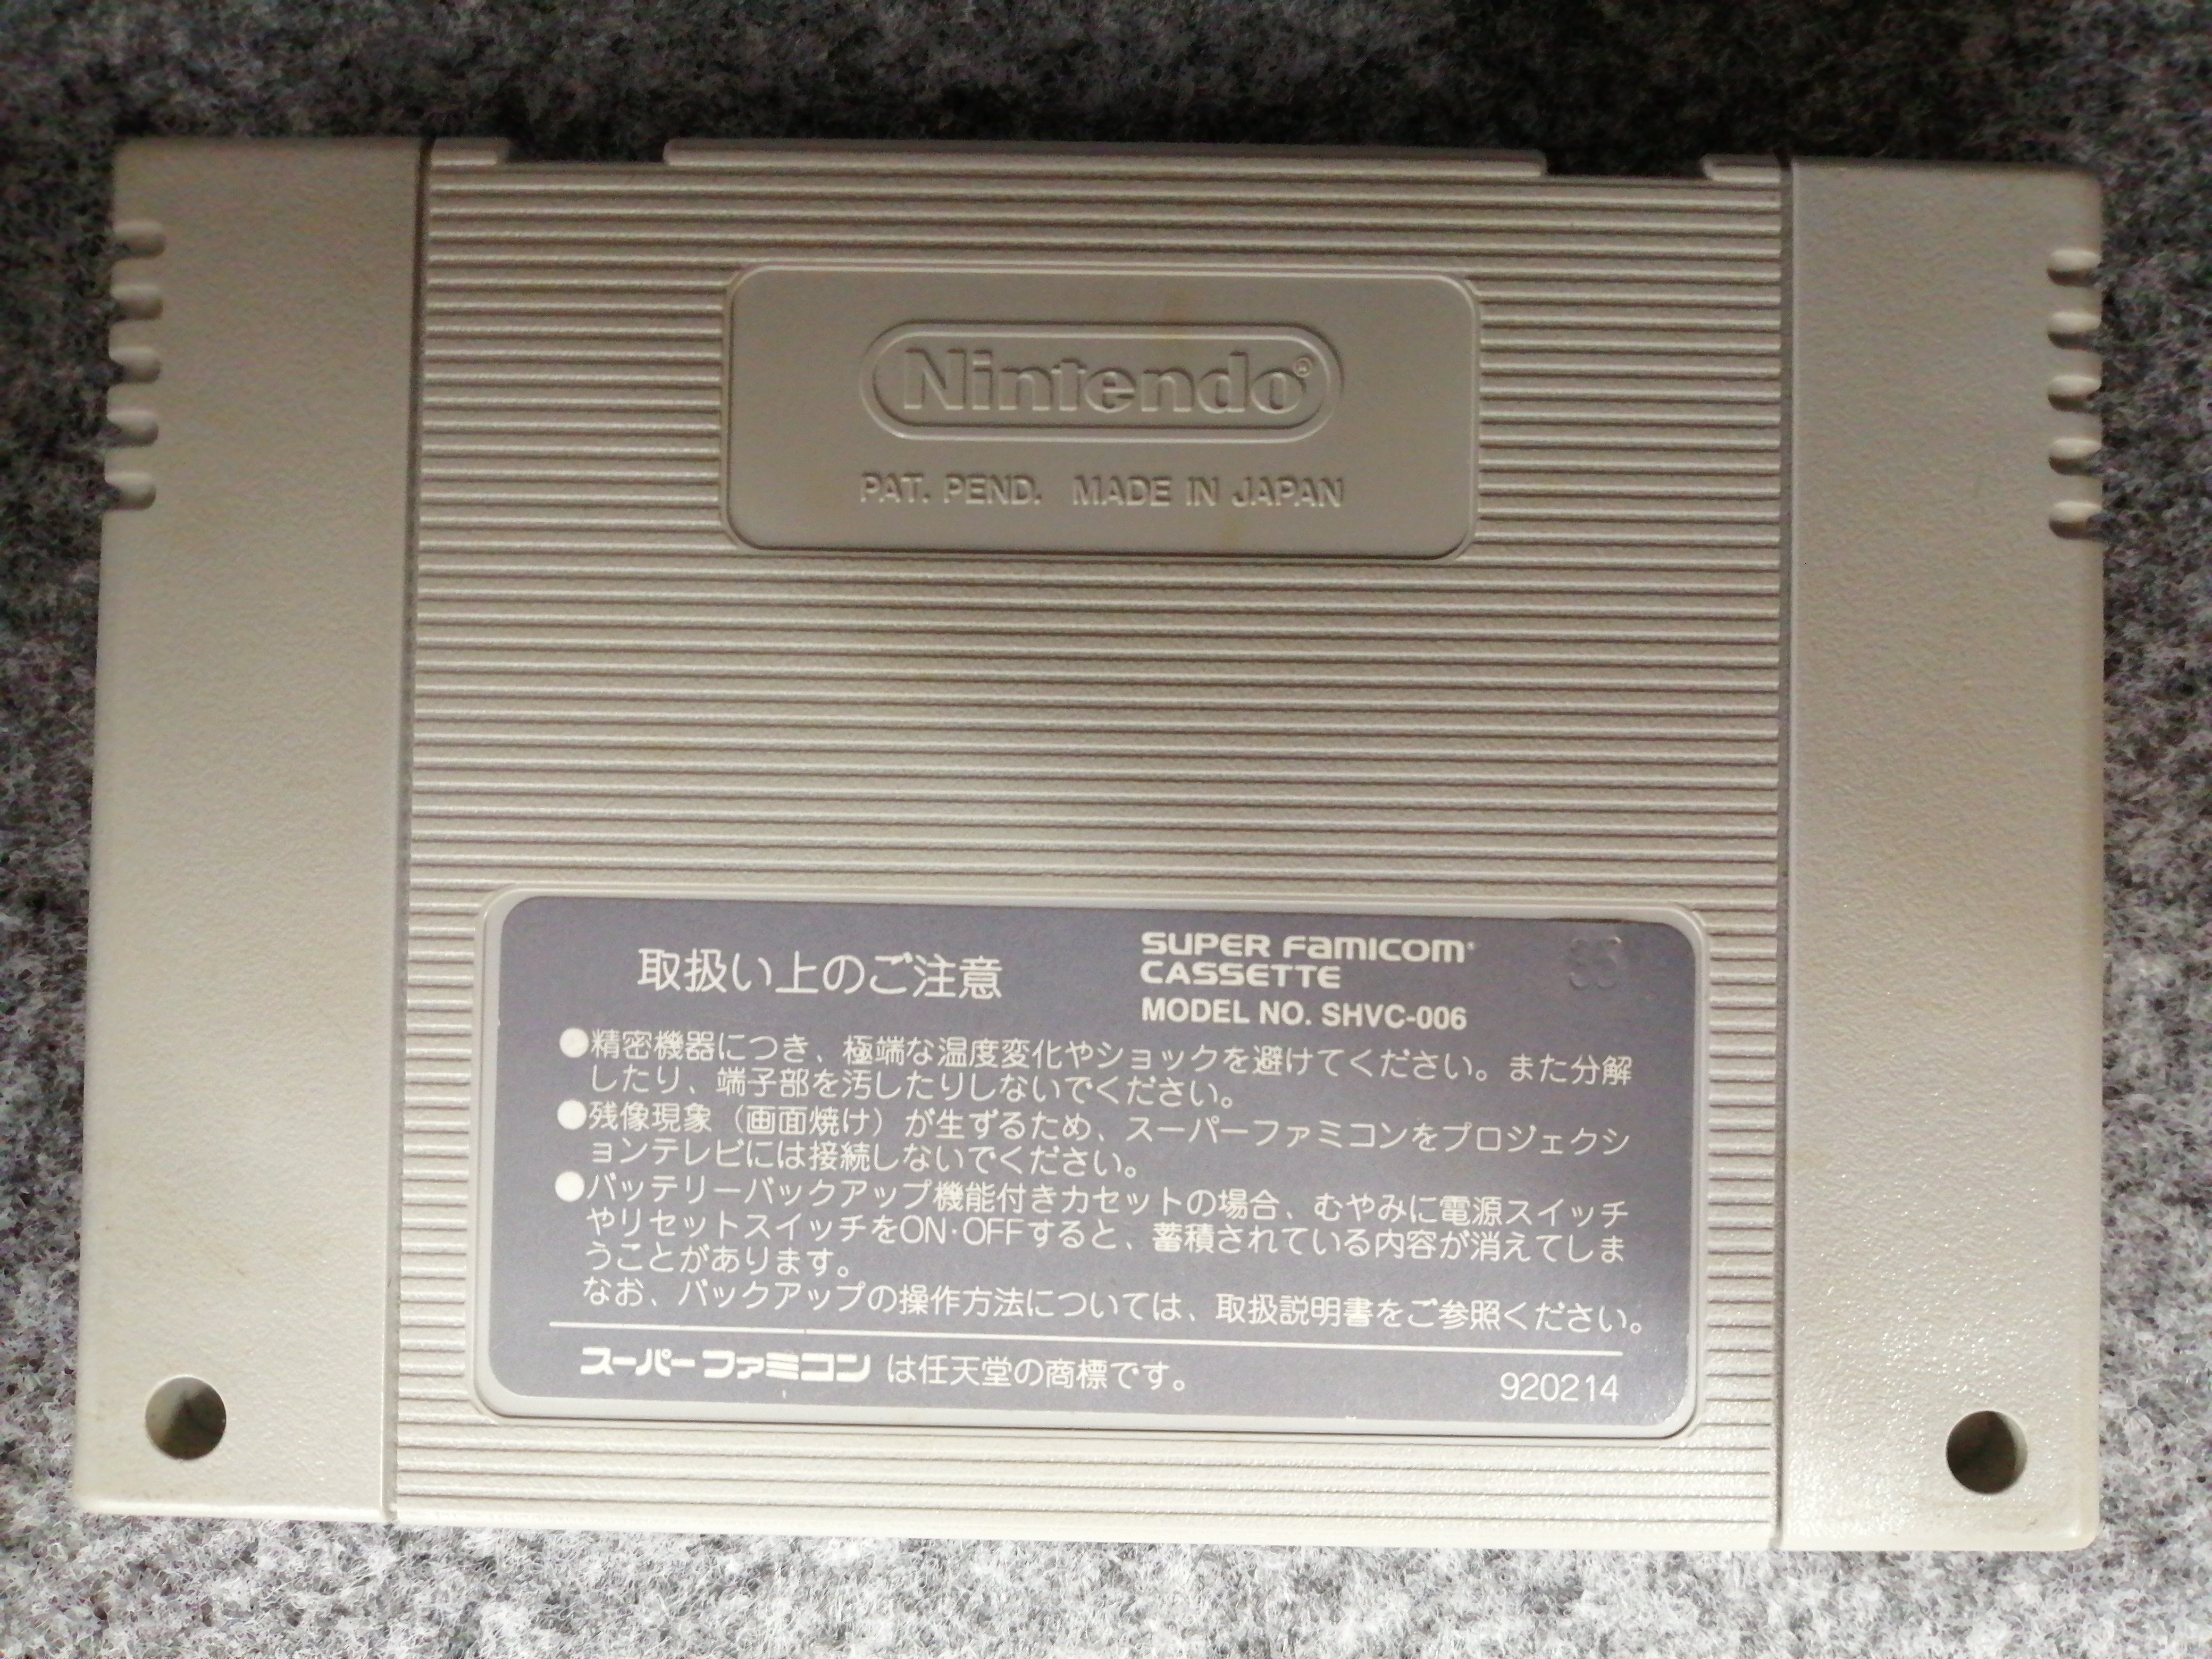 Nintendo®
PAT. PEND. MADE IN JAPAN
取扱い上のご注意
SUPER FAMICOM
CASSETTE
MODEL NO. SHVC-006
35
●精密機器につき、極端な温度変化やショックを避けてください。また分解
したり、端子部を汚したりしないでください。
●残像現象（画面焼け）が生ずるため、スーパーファミコンをプロジェクシ
ョンテレビには接続しないでください。
●バッテリーバックアップ機能付きカセットの場合、むやみに電源スイッチ
やリセットスイッチをON・OFFすると、蓄積されている内容が消えてしま
うことがあります。
なお、バックアップの操作方法については、取扱説明書をご参照ください。
スーパーファミコン は任天堂の商標です。
920214